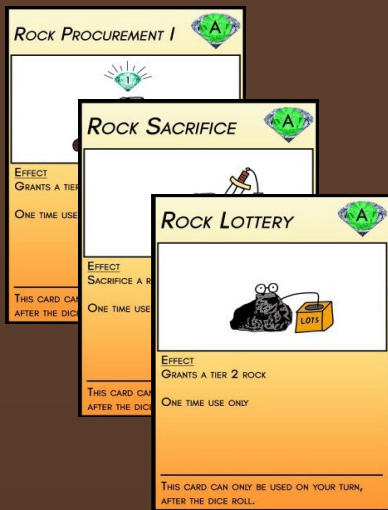 ROCK PROCUREMENT I
A
1
EFFECT
GRANTS A TIER
ONE TIME USE
THIS CARD CAN
AFTER THE DICE
ROCK SACRIFICE
A
EFFECT
SACRIFICE A
ONE TIME USE
THIS CARD CAN
AFTER THE DICE
ROCK LOTTERY
A
LOTS
EFFECT
GRANTS A TIER 2 ROCK
ONE TIME USE ONLY
THIS CARD CAN ONLY BE USED ON YOUR TURN,
AFTER THE DICE ROLL.